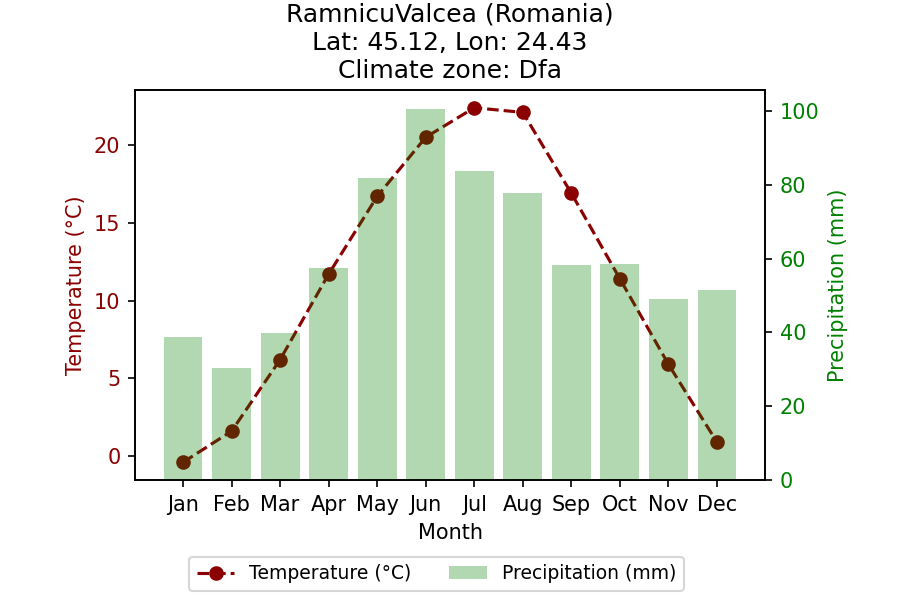 RamnicuValcea (Romania)
Lat: 45.12, Lon: 24.43
Climate zone: Dfa
Temperature (°C)
20
15
10
5
0
100
80
60
40
20
0
Precipitation (mm)
Jan Feb Mar Apr May Jun Jul Aug Sep Oct Nov Dec
Month
Temperature (°C) Precipitation (mm)